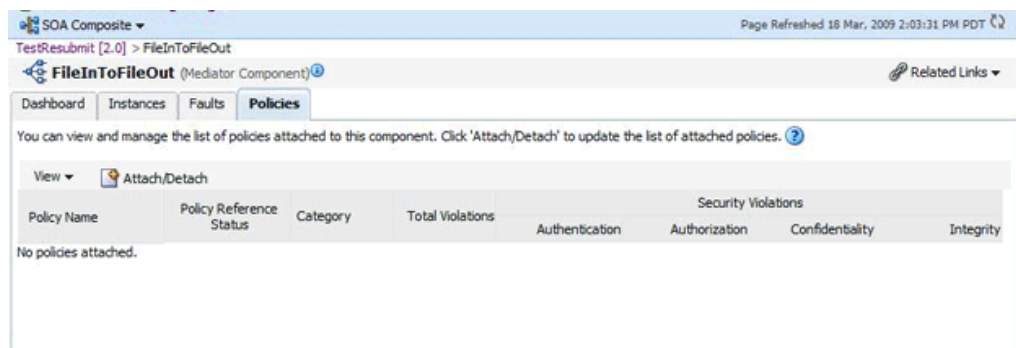 SOA Composite
Page Refreshed 18 Mar, 2009 2:03:31 PM PDT
TestResubmit [2.0] > FileInToFileOut
FileInToFileOut (Mediator Component)
Related Links
Dashboard Instances Faults Policies
You can view and manage the list of policies attached to this component. Click 'Attach/Detach' to update the list of attached policies. ?
View Attach/Detach
Policy Name Policy Reference Status Category Total Violations Security Violations
Authentication Authorization Confidentiality Integrity
No policies attached.